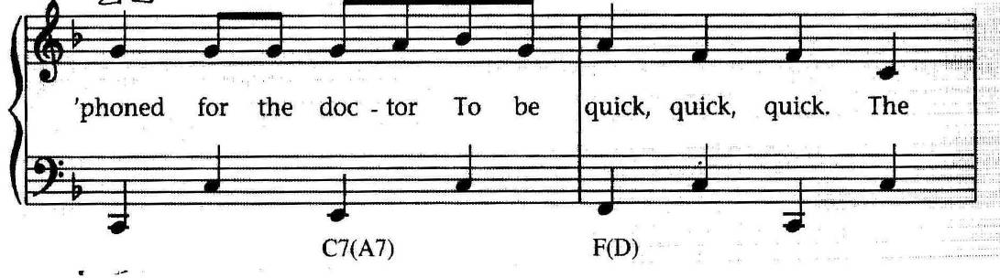 'phoned for the doc - tor To be quick, quick, quick. The
C7(A7) F(D)